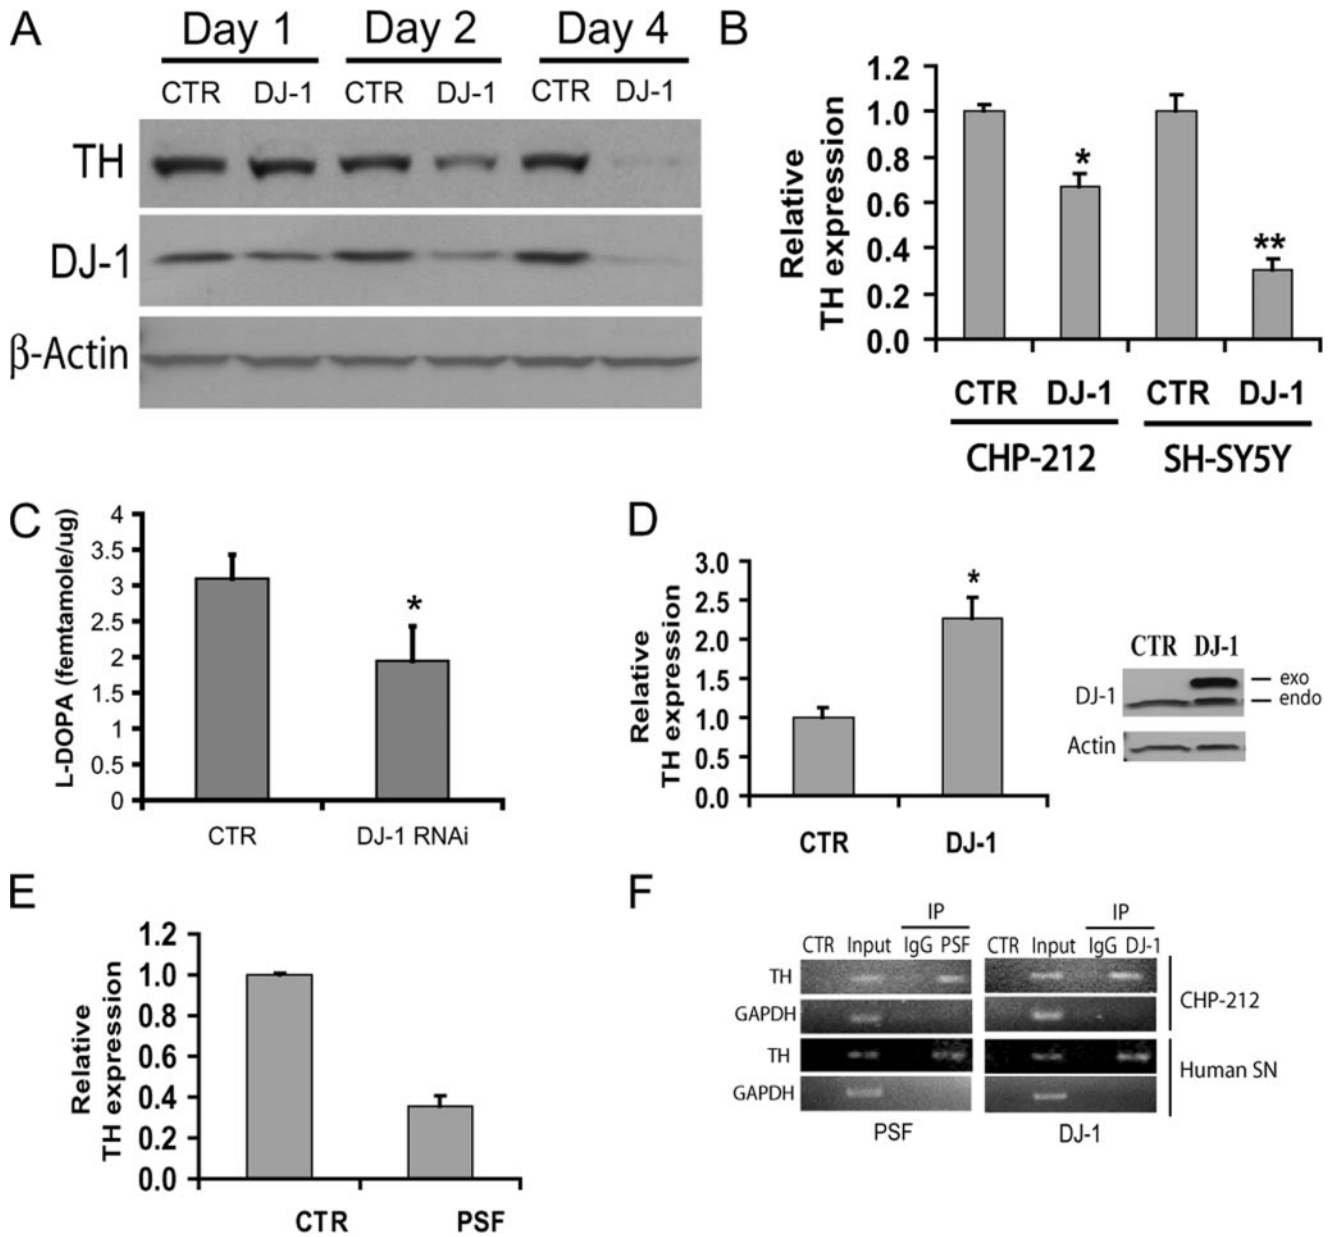 A
Day 1 Day 2 Day 4
CTR DJ-1 CTR DJ-1 CTR DJ-1
TH
DJ-1
β-Actin
B
Relative
TH expression
1.2
1.0
0.8
0.6
0.4
0.2
0.0
*
**
CTR DJ-1 CTR DJ-1
CHP-212 SH-SY5Y
C
L-DOPA (femtamole/ug)
4
3.5
3
2.5
2
1.5
1
0.5
0
*
CTR DJ-1 RNAi
D
Relative
TH expression
3.0
2.5
2.0
1.5
1.0
0.5
0.0
*
CTR DJ-1
CTR DJ-1
DJ-1
exo
endo
Actin
E
Relative
TH expression
1.2
1.0
0.8
0.6
0.4
0.2
0.0
CTR PSF
F
IP IP
CTR Input IgG PSF CTR Input IgG DJ-1
TH
GAPDH
CHP-212
TH
GAPDH
Human SN
PSF DJ-1